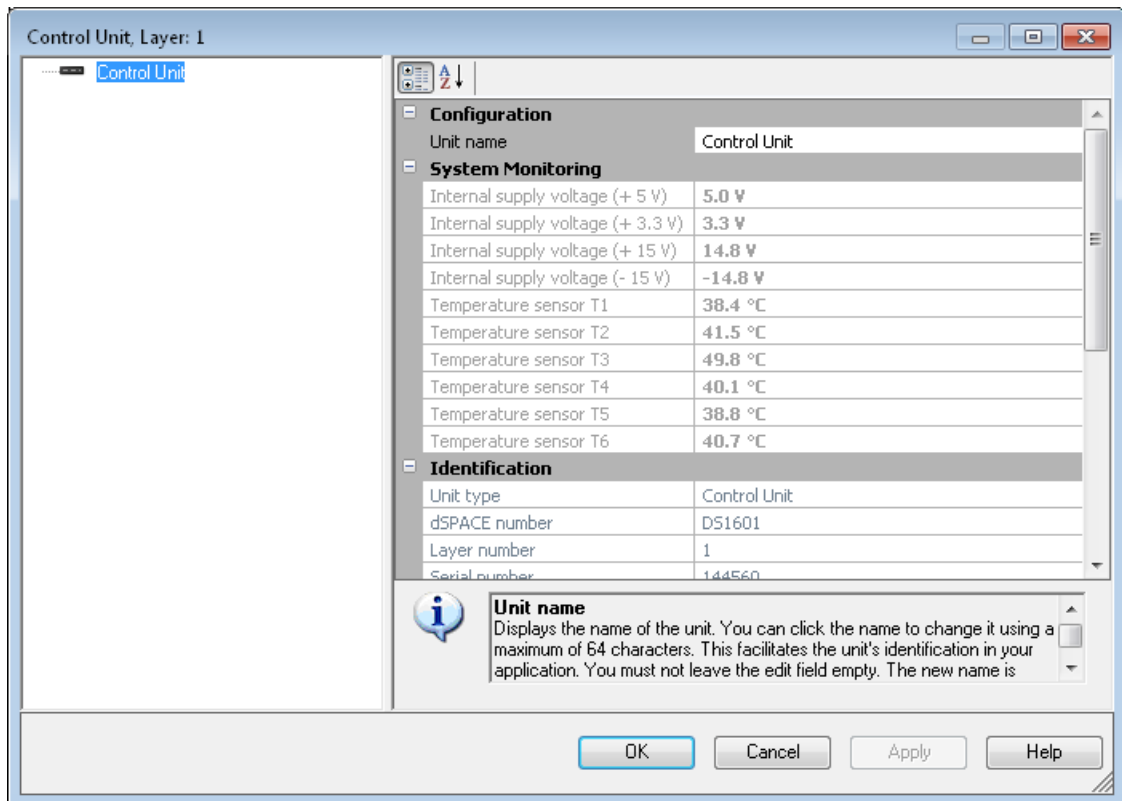 Control Unit, Layer: 1
Control Unit
Configuration
Unit name Control Unit
System Monitoring
Internal supply voltage (+ 5 V) 5.0 V
Internal supply voltage (+ 3.3 V) 3.3 V
Internal supply voltage (+ 15 V) 14.8 V
Internal supply voltage (- 15 V) -14.8 V
Temperature sensor T1 38.4 °C
Temperature sensor T2 41.5 °C
Temperature sensor T3 49.8 °C
Temperature sensor T4 40.1 °C
Temperature sensor T5 38.8 °C
Temperature sensor T6 40.7 °C
Identification
Unit type Control Unit
dSPACE number DS1601
Layer number 1
Serial number 144560
Unit name
Displays the name of the unit. You can click the name to change it using a
maximum of 64 characters. This facilitates the unit's identification in your
application. You must not leave the edit field empty. The new name is
OK Cancel Apply Help